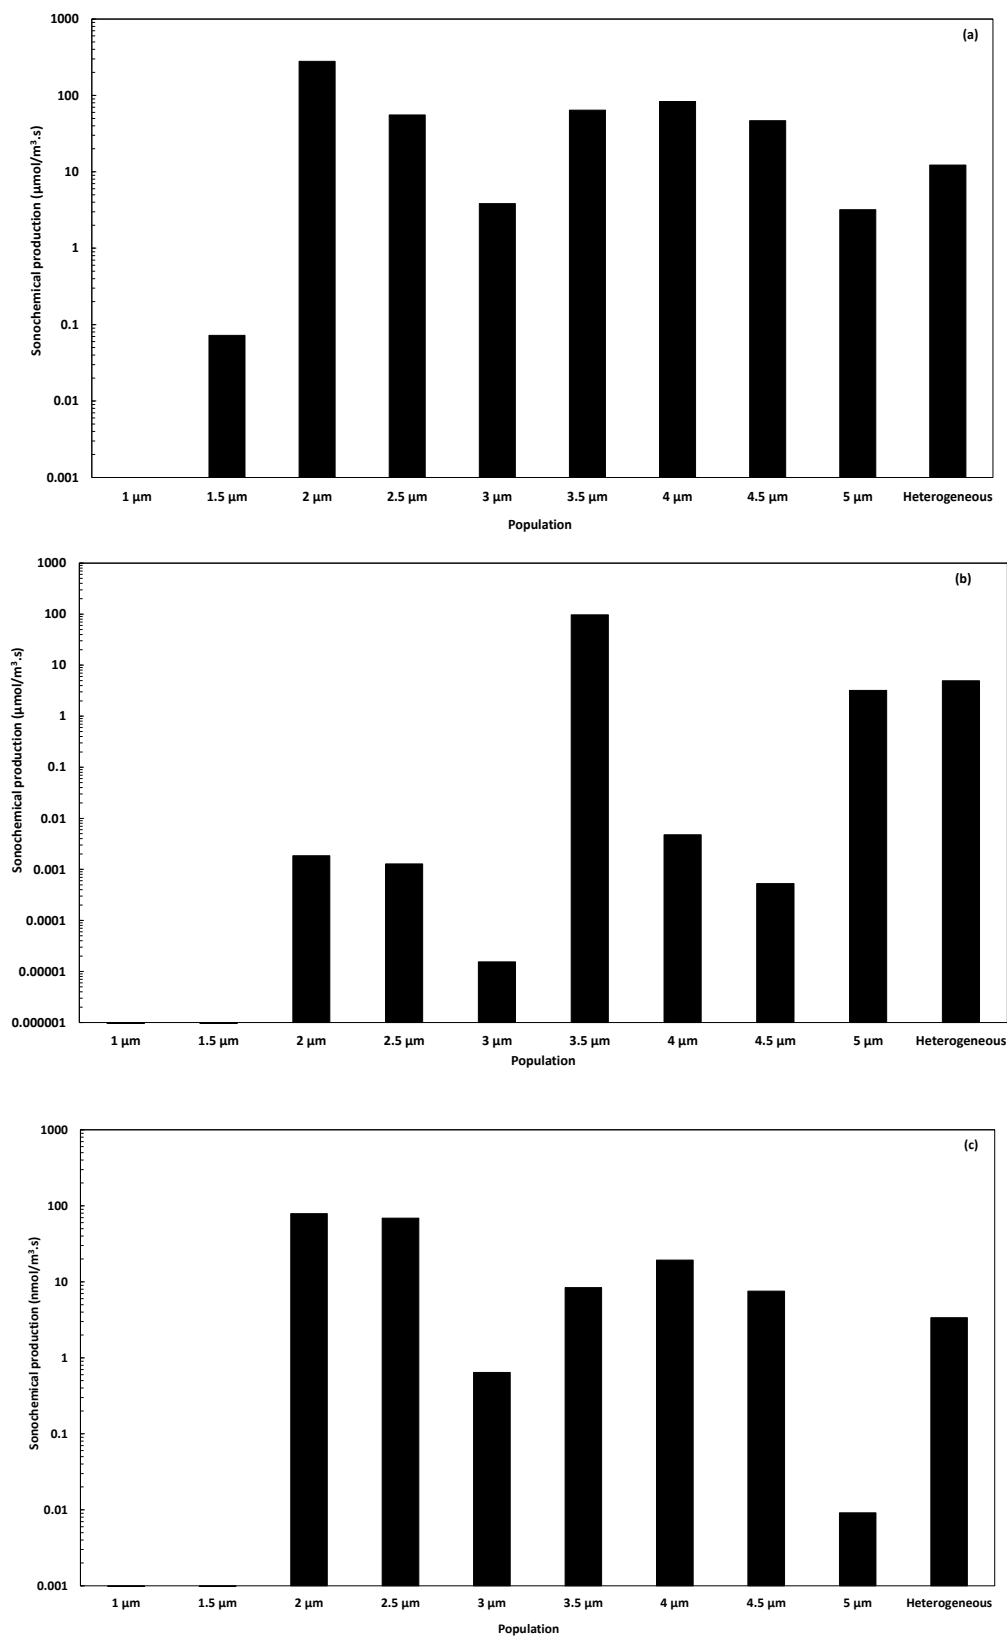 (a)
Sonochemical production (µmol/m³.s)
1000
100
10
1
0.1
0.01
0.001
1 µm 1.5 µm 2 µm 2.5 µm 3 µm 3.5 µm 4 µm 4.5 µm 5 µm Heterogeneous
Population
(b)
Sonochemical production (µmol/m³.s)
1000
100
10
1
0.1
0.01
0.001
0.0001
0.00001
0.000001
1 µm 1.5 µm 2 µm 2.5 µm 3 µm 3.5 µm 4 µm 4.5 µm 5 µm Heterogeneous
Population
(c)
Sonochemical production (nmol/m³.s)
1000
100
10
1
0.1
0.01
0.001
1 µm 1.5 µm 2 µm 2.5 µm 3 µm 3.5 µm 4 µm 4.5 µm 5 µm Heterogeneous
Population